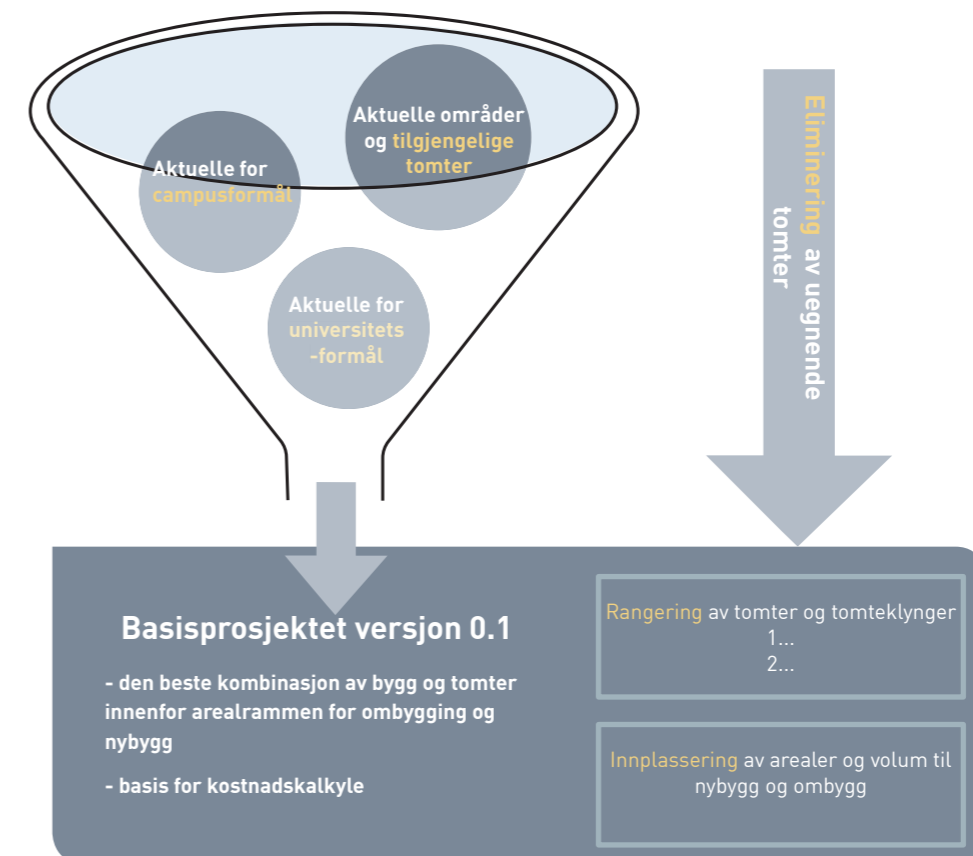 Aktuelle områder
og tilgjengelige
tomter
Aktuelle for
campusformål
Aktuelle for
universitets
-formål
Eliminering av uegnende
tomter
Basisprosjektet versjon 0.1
- den beste kombinasjon av bygg og tomter
innenfor arealrammen for ombygging og
nybygg
- basis for kostnadskalkyle
Rangering av tomter og tomteklynger
1...
2...
Innplassering av arealer og volum til
nybygg og ombygg